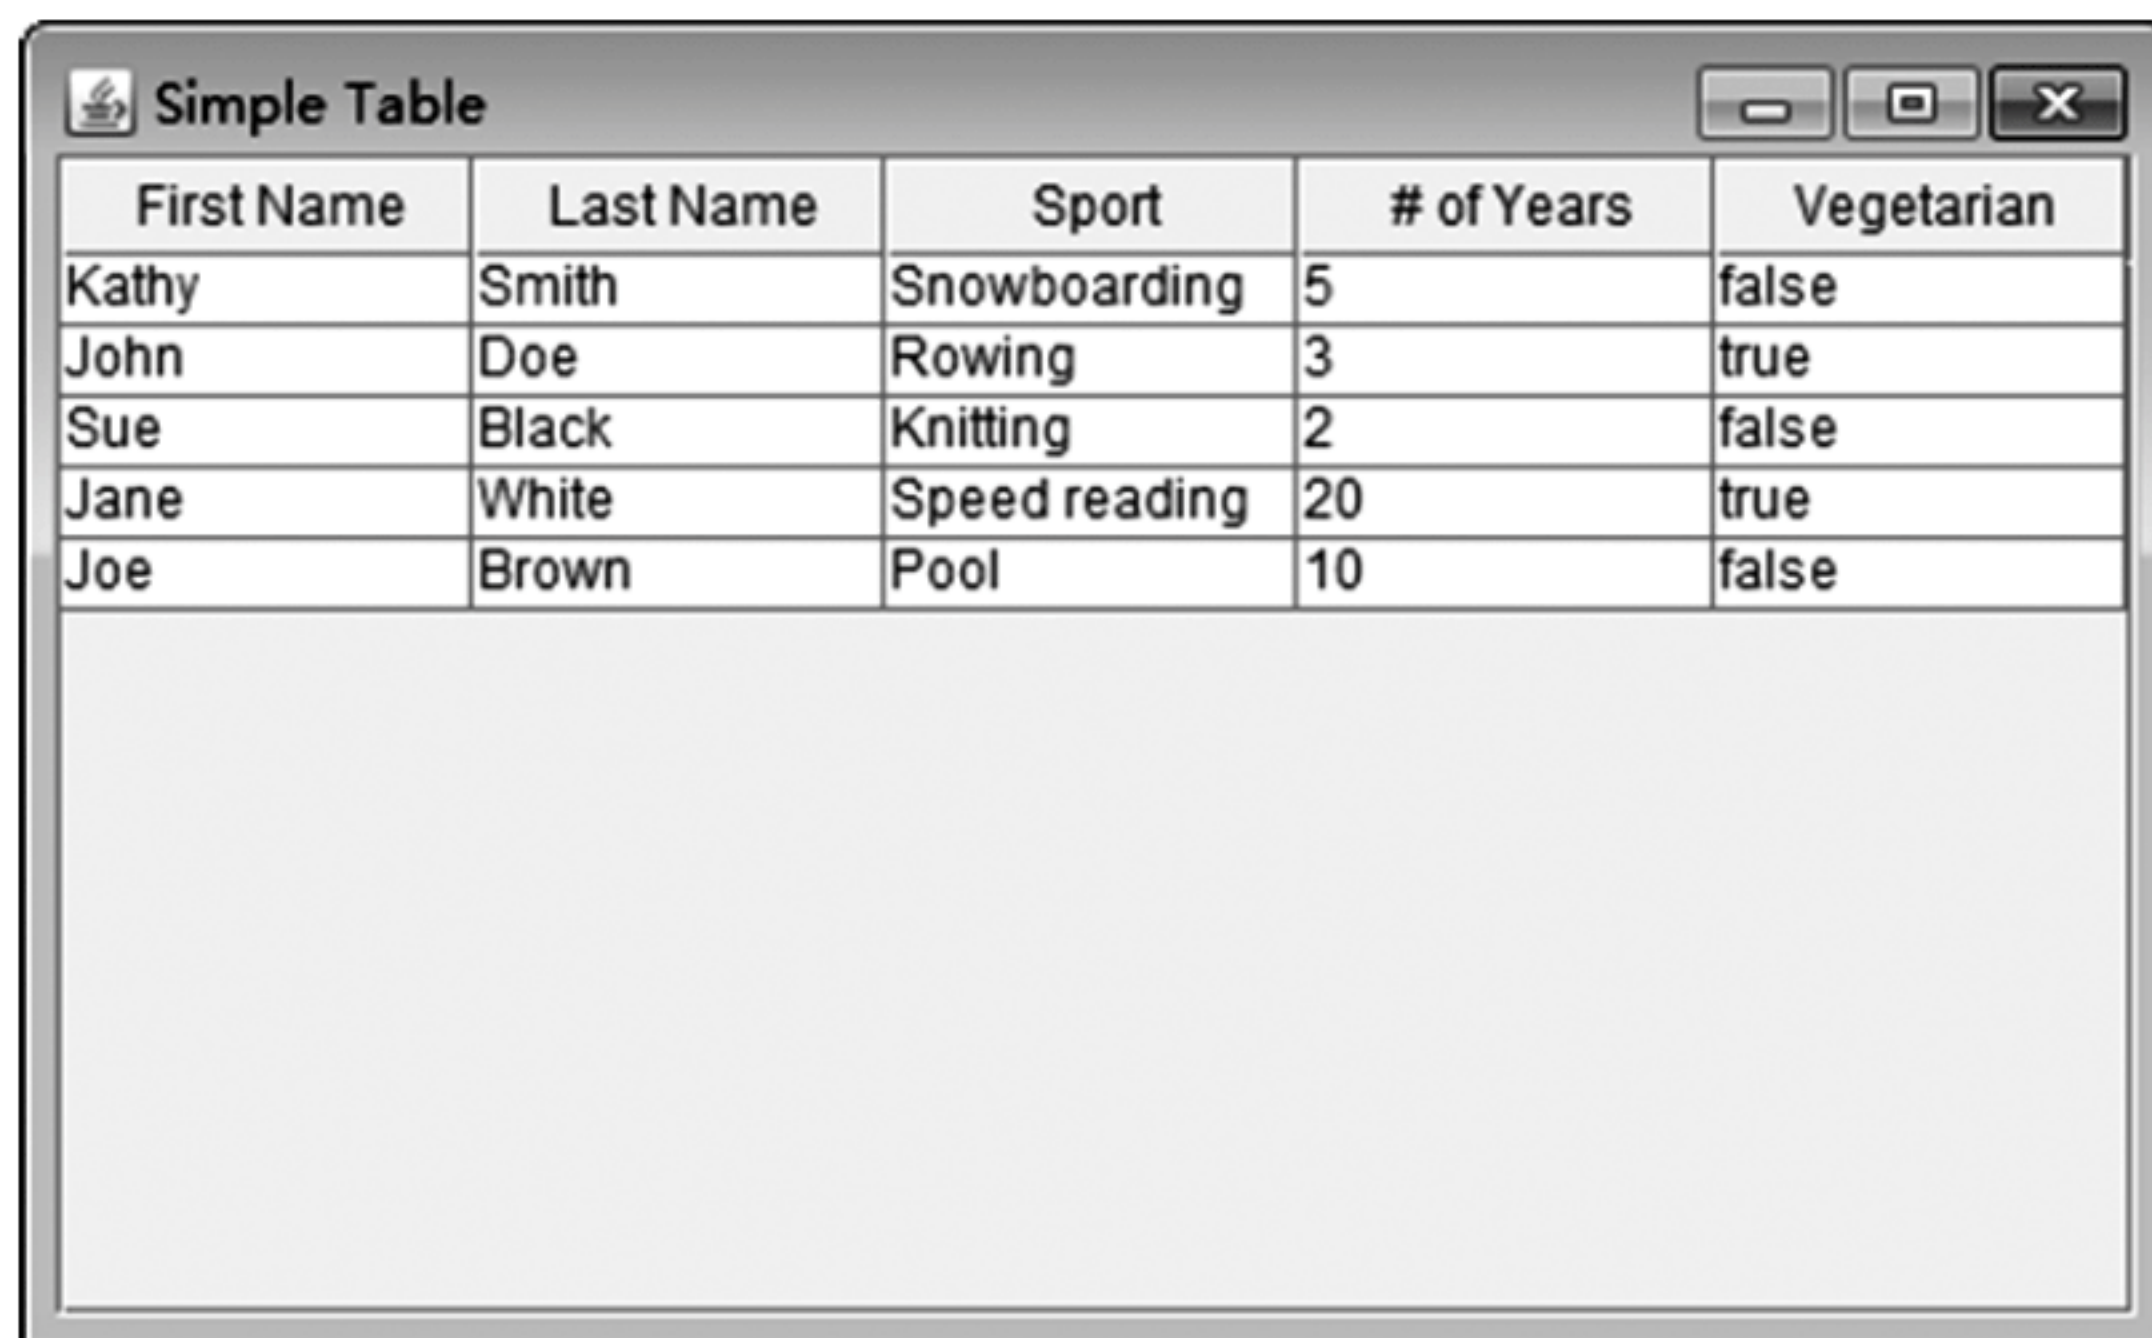 Simple Table
First Name Last Name Sport # of Years Vegetarian
Kathy Smith Snowboarding 5 false
John Doe Rowing 3 true
Sue Black Knitting 2 false
Jane White Speed reading 20 true
Joe Brown Pool 10 false